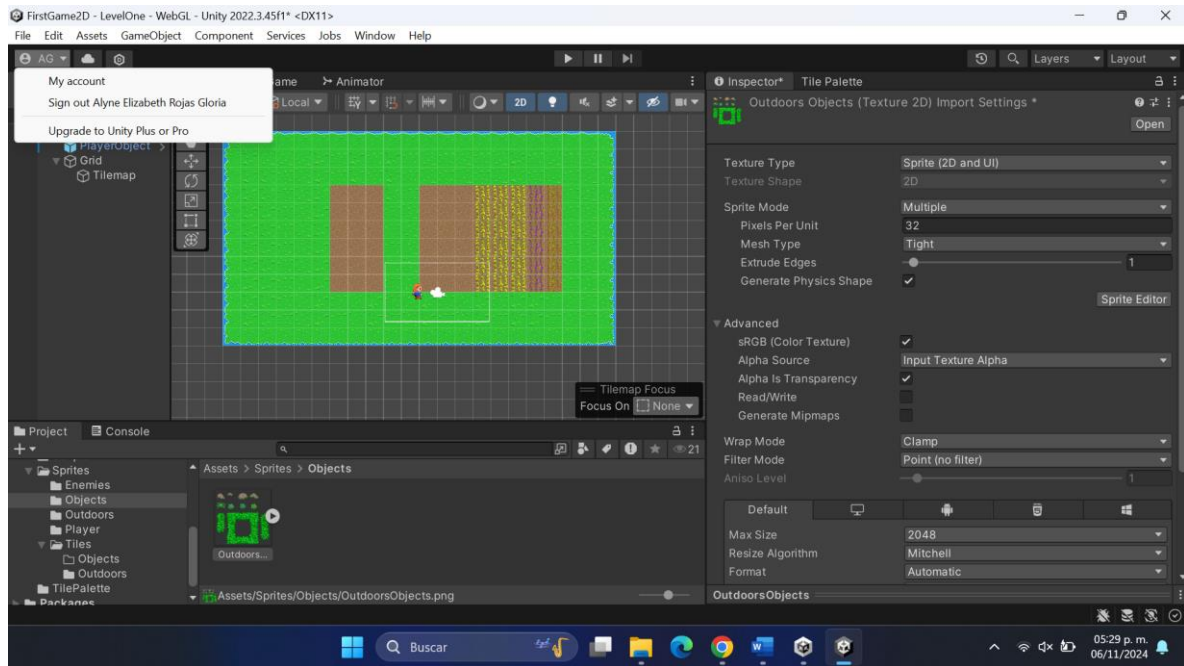 FirstGame2D - LevelOne - WebGL - Unity 2022.3.45f1* <DX11>
File Edit Assets GameObject Component Services Jobs Window Help
AG
Layers Layout
My account
Sign out Alyne Elizabeth Rojas Gloria
Upgrade to Unity Plus or Pro
ame Animator
Local 2D
PlayerObject
Grid
Tilemap
Tilemap Focus
Focus On None
Inspector* Tile Palette
Outdoors Objects (Texture 2D) Import Settings *
Open
Texture Type Sprite (2D and UI)
Texture Shape 2D
Sprite Mode Multiple
Pixels Per Unit 32
Mesh Type Tight
Extrude Edges 1
Generate Physics Shape
Sprite Editor
Advanced
sRGB (Color Texture)
Alpha Source Input Texture Alpha
Alpha Is Transparency
Read/Write
Generate Mipmaps
Wrap Mode Clamp
Filter Mode Point (no filter)
Aniso Level 1
Default
Max Size 2048
Resize Algorithm Mitchell
Format Automatic
OutdoorsObjects
Project Console
21
Sprites
Enemies
Objects
Outdoors
Player
Tiles
Objects
Outdoors
TilePalette
Packages
Assets > Sprites > Objects
Outdoors...
Assets/Sprites/Objects/OutdoorsObjects.png
Buscar
05:29 p. m.
06/11/2024